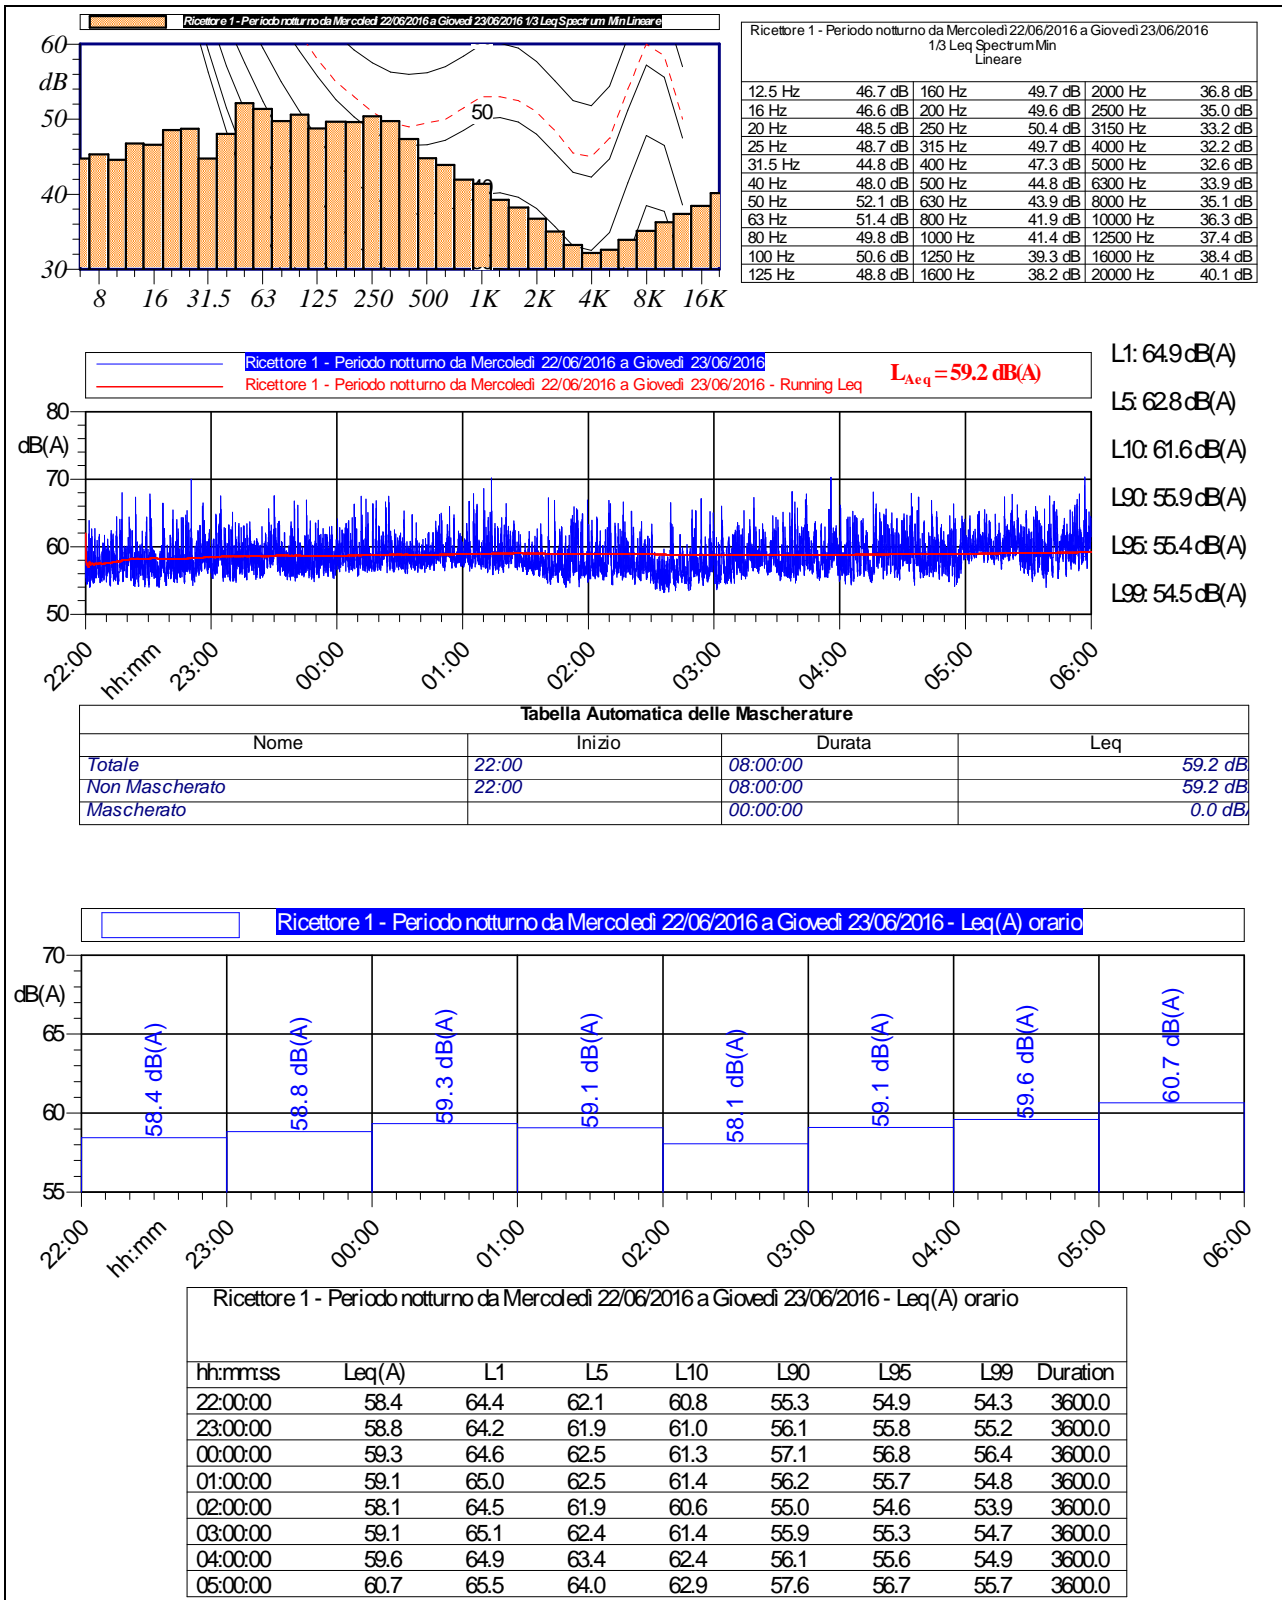 Ricettore 1 - Periodo notturno da Mercoledì 22/06/2016 a Giovedì 23/06/2016 1/3 Leq Spectrum Min Lineare
60
dB
50
40
30
50
8 16 31.5 63 125 250 500 1K 2K 4K 8K 16K
Ricettore 1 - Periodo notturno da Mercoledì 22/06/2016 a Giovedì 23/06/2016
1/3 Leq Spectrum Min
Lineare
12.5 Hz 46.7 dB 160 Hz 49.7 dB 2000 Hz 36.8 dB
16 Hz 46.6 dB 200 Hz 49.6 dB 2500 Hz 35.0 dB
20 Hz 48.5 dB 250 Hz 50.4 dB 3150 Hz 33.2 dB
25 Hz 48.7 dB 315 Hz 49.7 dB 4000 Hz 32.2 dB
31.5 Hz 44.8 dB 400 Hz 47.3 dB 5000 Hz 32.6 dB
40 Hz 48.0 dB 500 Hz 44.8 dB 6300 Hz 33.9 dB
50 Hz 52.1 dB 630 Hz 43.9 dB 8000 Hz 35.1 dB
63 Hz 51.4 dB 800 Hz 41.9 dB 10000 Hz 36.3 dB
80 Hz 49.8 dB 1000 Hz 41.4 dB 12500 Hz 37.4 dB
100 Hz 50.6 dB 1250 Hz 39.3 dB 16000 Hz 38.4 dB
125 Hz 48.8 dB 1600 Hz 38.2 dB 20000 Hz 40.1 dB
Ricettore 1 - Periodo notturno da Mercoledì 22/06/2016 a Giovedì 23/06/2016
Ricettore 1 - Periodo notturno da Mercoledì 22/06/2016 a Giovedì 23/06/2016 - Running Leq
LAeq = 59.2 dB(A)
80
dB(A)
70
60
50
22:00 hh:mm 23:00 00:00 01:00 02:00 03:00 04:00 05:00 06:00
L1: 64.9 dB(A)
L5: 62.8 dB(A)
L10: 61.6 dB(A)
L90: 55.9 dB(A)
L95: 55.4 dB(A)
L99: 54.5 dB(A)
Tabella Automatica delle Mascherature
Nome Inizio Durata Leq
Totale 22:00 08:00:00 59.2 dB
Non Mascherato 22:00 08:00:00 59.2 dB
Mascherato 00:00:00 0.0 dB
Ricettore 1 - Periodo notturno da Mercoledì 22/06/2016 a Giovedì 23/06/2016 - Leq(A) orario
70
dB(A)
65
60
55
58.4 dB(A) 58.8 dB(A) 59.3 dB(A) 59.1 dB(A) 58.1 dB(A) 59.1 dB(A) 59.6 dB(A) 60.7 dB(A)
22:00 hh:mm 23:00 00:00 01:00 02:00 03:00 04:00 05:00 06:00
Ricettore 1 - Periodo notturno da Mercoledì 22/06/2016 a Giovedì 23/06/2016 - Leq(A) orario
hh:mm:ss Leq(A) L1 L5 L10 L90 L95 L99 Duration
22:00:00 58.4 64.4 62.1 60.8 55.3 54.9 54.3 3600.0
23:00:00 58.8 64.2 61.9 61.0 56.1 55.8 55.2 3600.0
00:00:00 59.3 64.6 62.5 61.3 57.1 56.8 56.4 3600.0
01:00:00 59.1 65.0 62.5 61.4 56.2 55.7 54.8 3600.0
02:00:00 58.1 64.5 61.9 60.6 55.0 54.6 53.9 3600.0
03:00:00 59.1 65.1 62.4 61.4 55.9 55.3 54.7 3600.0
04:00:00 59.6 64.9 63.4 62.4 56.1 55.6 54.9 3600.0
05:00:00 60.7 65.5 64.0 62.9 57.6 56.7 55.7 3600.0